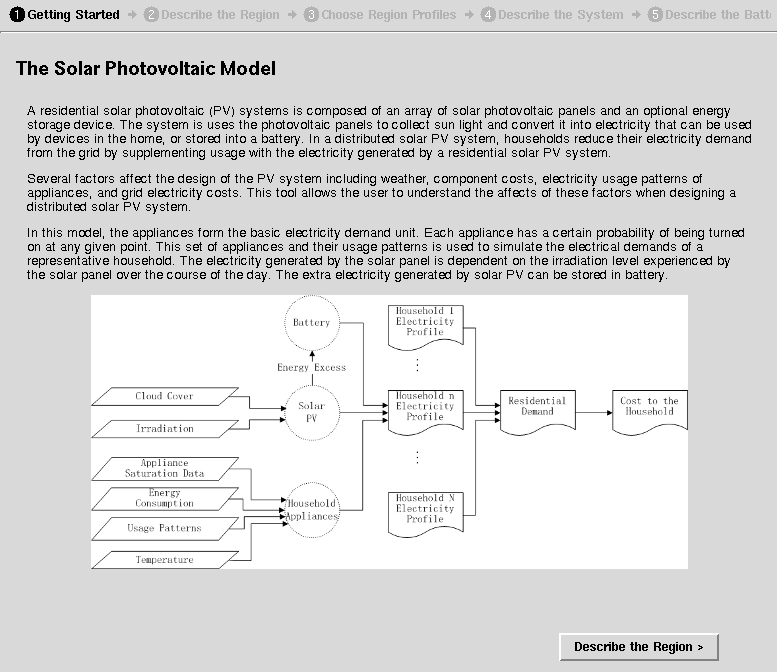 1 Getting Started → 2 Describe the Region → 3 Choose Region Profiles → 4 Describe the System → 5 Describe the Batt
The Solar Photovoltaic Model
A residential solar photovoltaic (PV) systems is composed of an array of solar photovoltaic panels and an optional energy
storage device. The system is uses the photovoltaic panels to collect sun light and convert it into electricity that can be used
by devices in the home, or stored into a battery. In a distributed solar PV system, households reduce their electricity demand
from the grid by supplementing usage with the electricity generated by a residential solar PV system.
Several factors affect the design of the PV system including weather, component costs, electricity usage patterns of
appliances, and grid electricity costs. This tool allows the user to understand the affects of these factors when designing a
distributed solar PV system.
In this model, the appliances form the basic electricity demand unit. Each appliance has a certain probability of being turned
on at any given point. This set of appliances and their usage patterns is used to simulate the electrical demands of a
representative household. The electricity generated by the solar panel is dependent on the irradiation level experienced by
the solar panel over the course of the day. The extra electricity generated by solar PV can be stored in battery.
Battery
Energy Excess
Solar
PV
Cloud Cover
Irradiation
Appliance
Saturation Data
Energy
Consumption
Usage Patterns
Temperature
Household
Appliances
Household 1
Electricity
Profile
⋮
Household n
Electricity
Profile
⋮
Household N
Electricity
Profile
Residential
Demand
Cost to the
Household
Describe the Region >